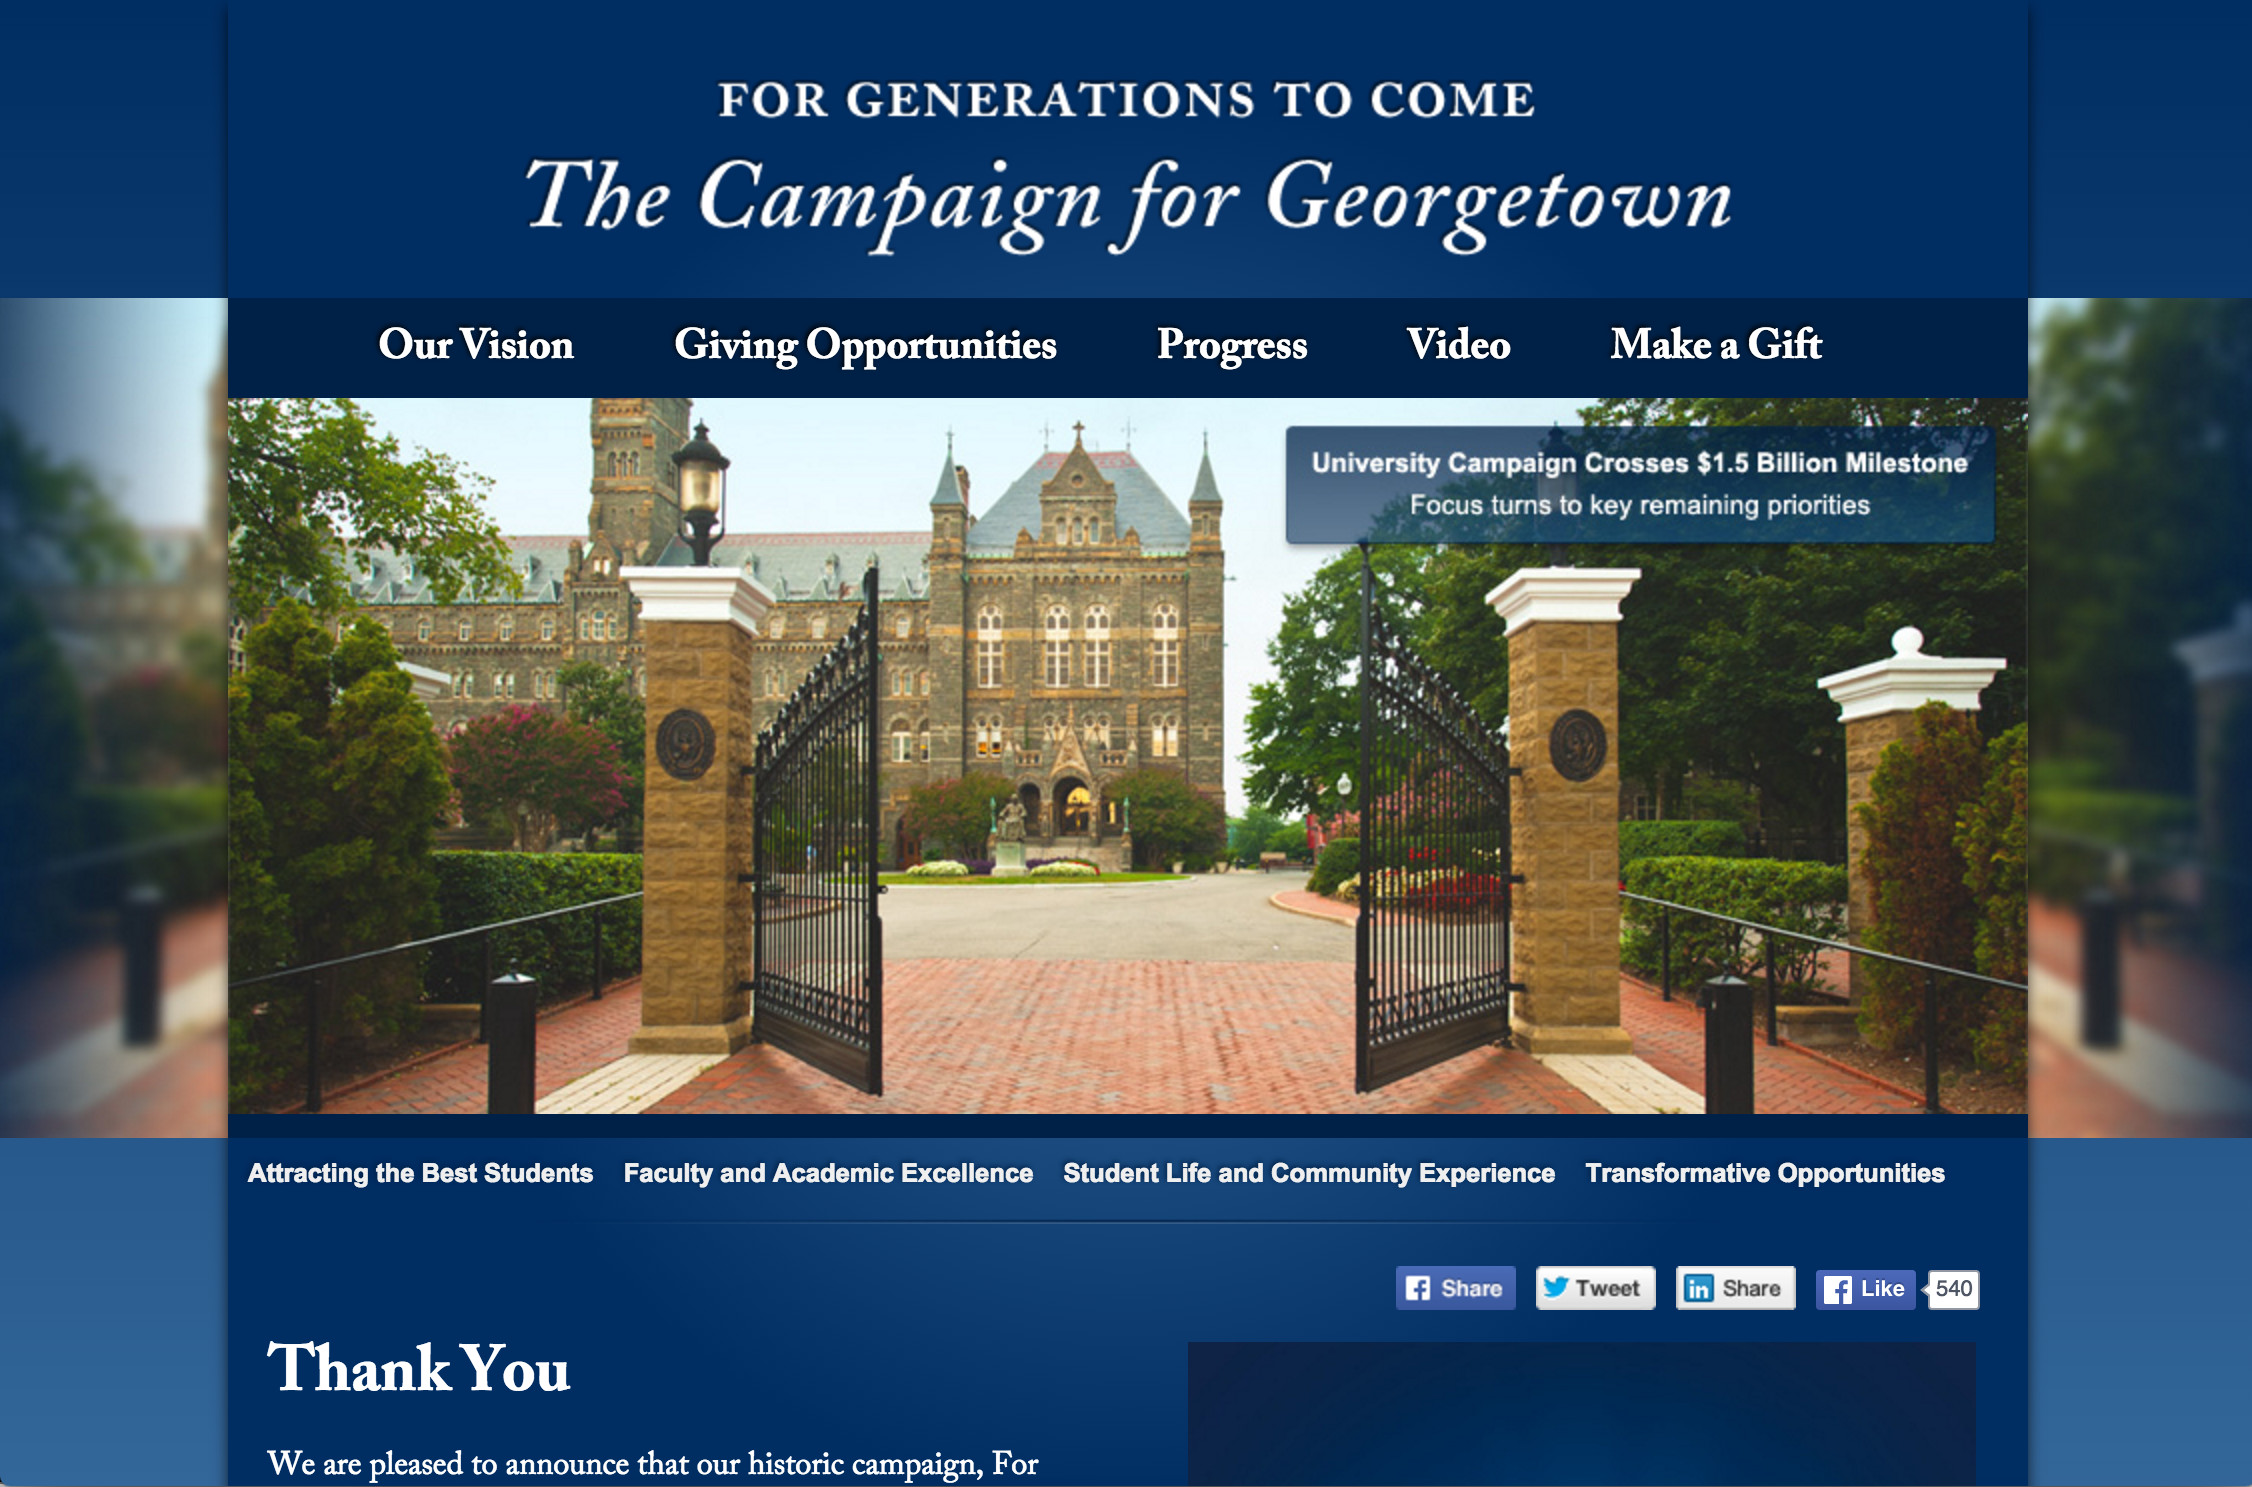 FOR GENERATIONS TO COME
The Campaign for Georgetown
Our Vision Giving Opportunities Progress Video Make a Gift
University Campaign Crosses $1.5 Billion Milestone
Focus turns to key remaining priorities
Attracting the Best Students Faculty and Academic Excellence Student Life and Community Experience Transformative Opportunities
Share Tweet Share Like 540
Thank You
We are pleased to announce that our historic campaign, For